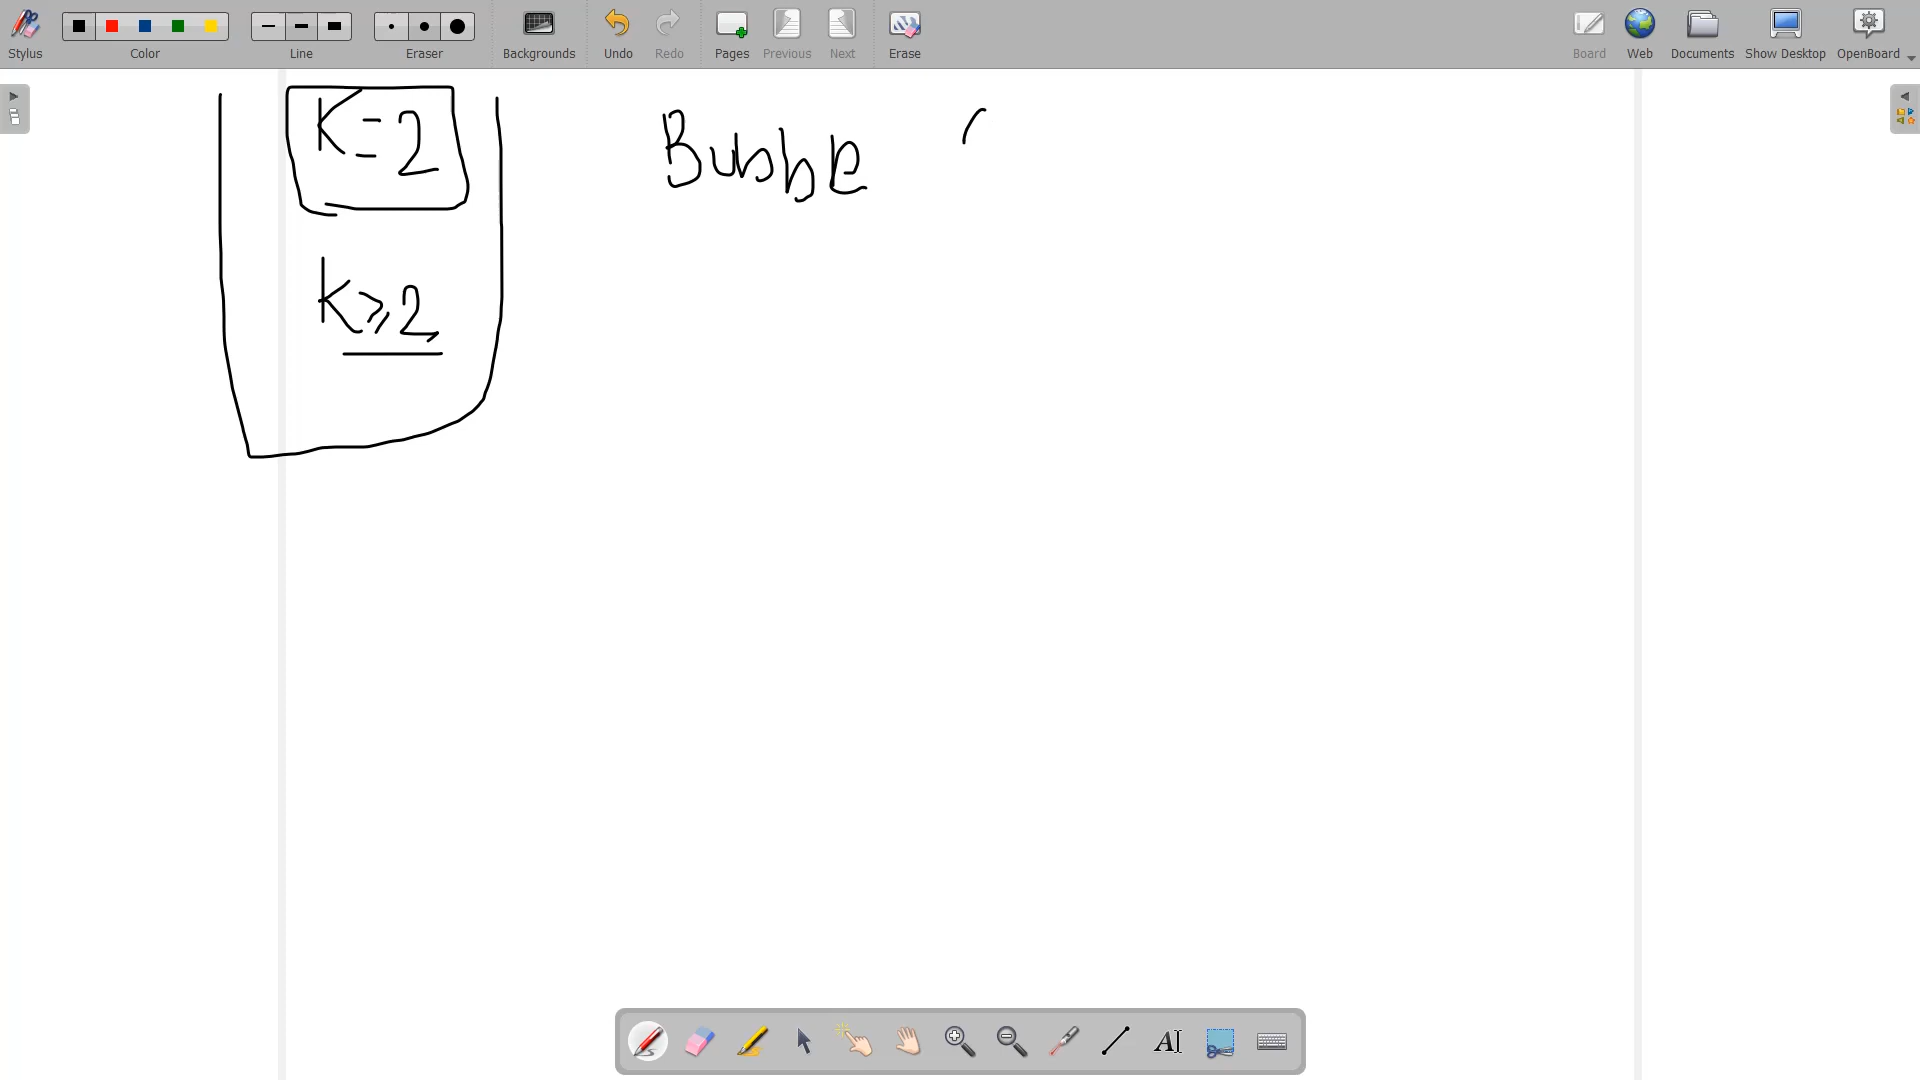 Stylus
Color
Line
Eraser
Backgrounds
Undo
Redo
Pages
Previous
Next
Erase
Board
Web
Documents
Show Desktop
OpenBoard
K=2
K≥2
Bubble
AI